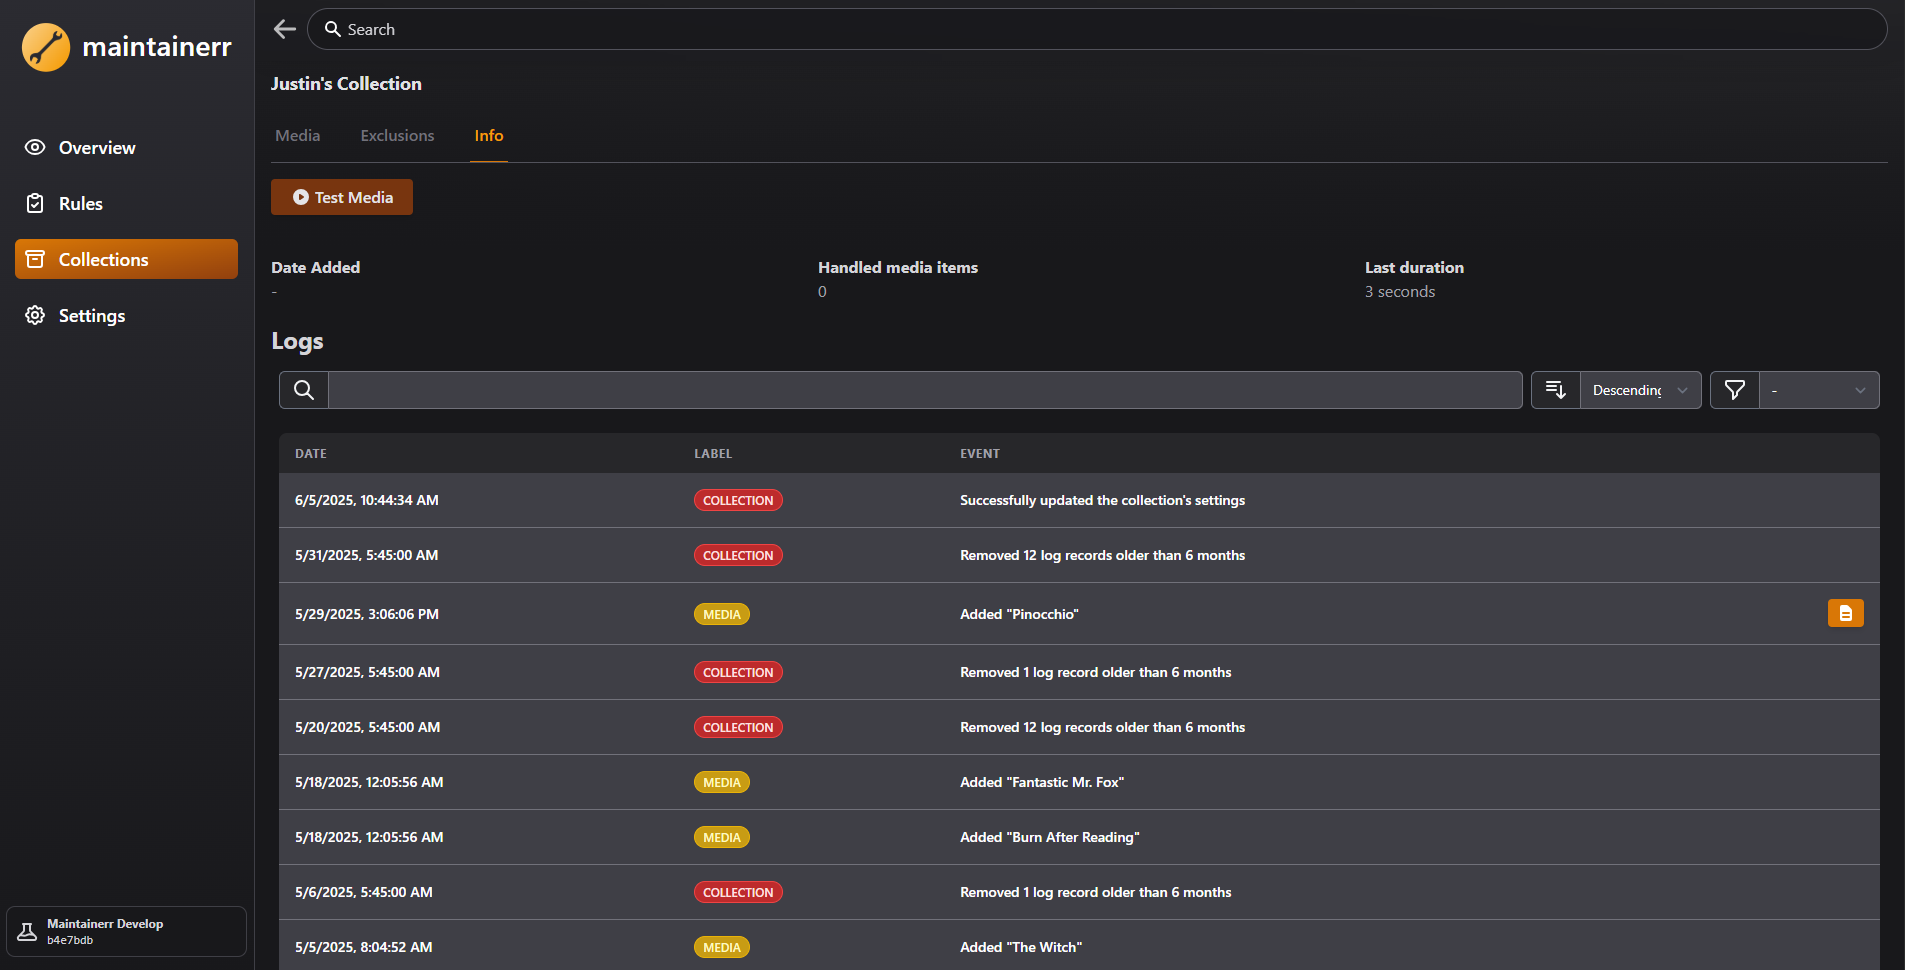 maintainerr
Search
Overview
Rules
Collections
Settings
Maintainerr Develop
b4e7bdb
Justin's Collection
Media Exclusions Info
Test Media
Date Added Handled media items Last duration
- 0 3 seconds
Logs
Descending -
DATE LABEL EVENT
6/5/2025, 10:44:34 AM COLLECTION Successfully updated the collection's settings
5/31/2025, 5:45:00 AM COLLECTION Removed 12 log records older than 6 months
5/29/2025, 3:06:06 PM MEDIA Added "Pinocchio"
5/27/2025, 5:45:00 AM COLLECTION Removed 1 log record older than 6 months
5/20/2025, 5:45:00 AM COLLECTION Removed 12 log records older than 6 months
5/18/2025, 12:05:56 AM MEDIA Added "Fantastic Mr. Fox"
5/18/2025, 12:05:56 AM MEDIA Added "Burn After Reading"
5/6/2025, 5:45:00 AM COLLECTION Removed 1 log record older than 6 months
5/5/2025, 8:04:52 AM MEDIA Added "The Witch"